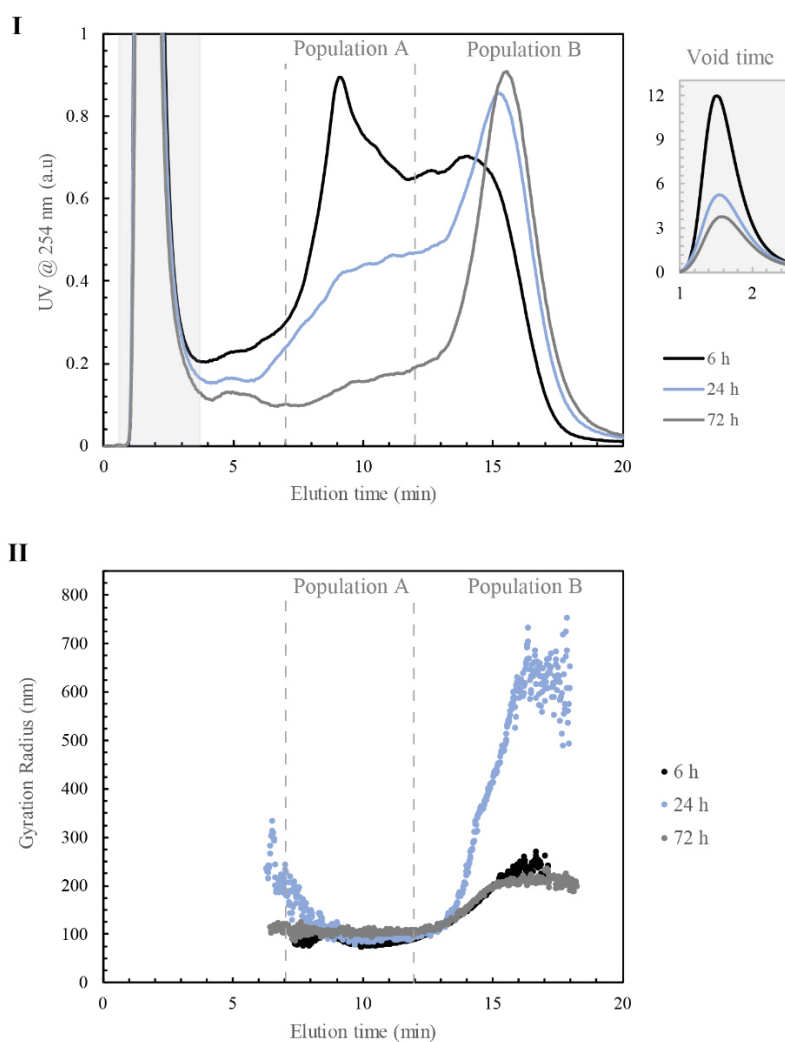 I
Population A
Population B
Void time
1
0.8
0.6
0.4
0.2
0
UV @ 254 nm (a.u)
0
5
10
15
20
Elution time (min)
12
9
6
3
0
1
2
6 h
24 h
72 h
II
Population A
Population B
800
700
600
500
400
300
200
100
0
Gyration Radius (nm)
0
5
10
15
20
Elution time (min)
6 h
24 h
72 h